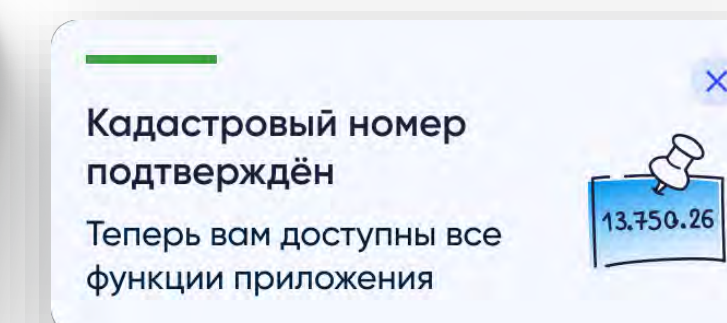 Кадастровый номер
подтверждён
Теперь вам доступны все
функции приложения
13.750.26